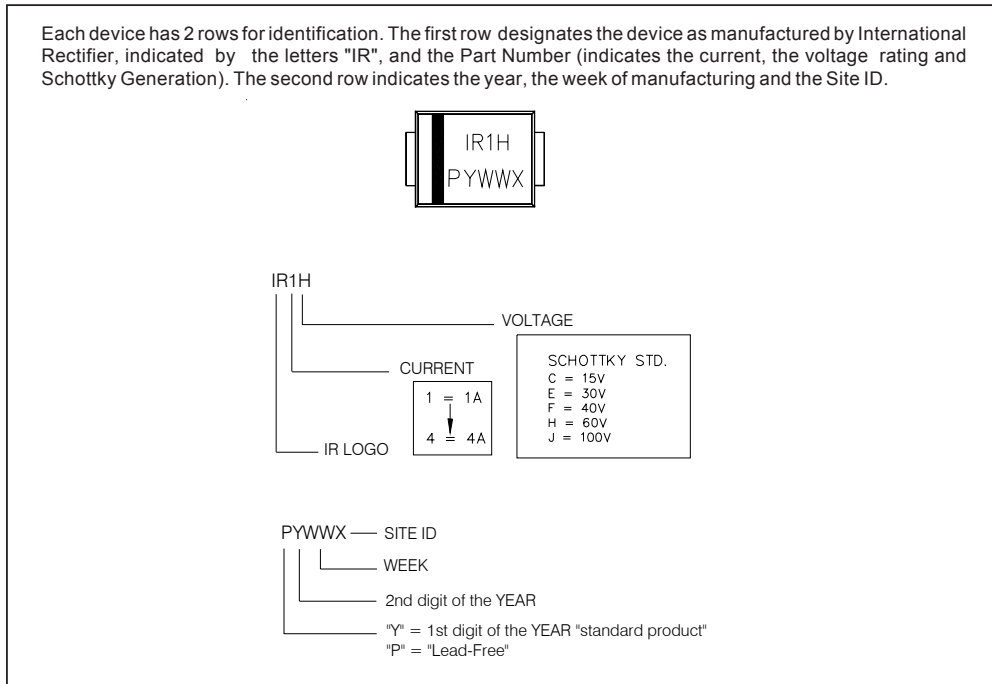 Each device has 2 rows for identification. The first row designates the device as manufactured by International
Rectifier, indicated by the letters "IR", and the Part Number (indicates the current, the voltage rating and
Schottky Generation). The second row indicates the year, the week of manufacturing and the Site ID.
IR1H
PYWWX
IR1H
VOLTAGE
SCHOTTKY STD.
C = 15V
E = 30V
F = 40V
H = 60V
J = 100V
CURRENT
1 = 1A
4 = 4A
IR LOGO
PYWWX
SITE ID
WEEK
2nd digit of the YEAR
"Y" = 1st digit of the YEAR "standard product"
"P" = "Lead-Free"